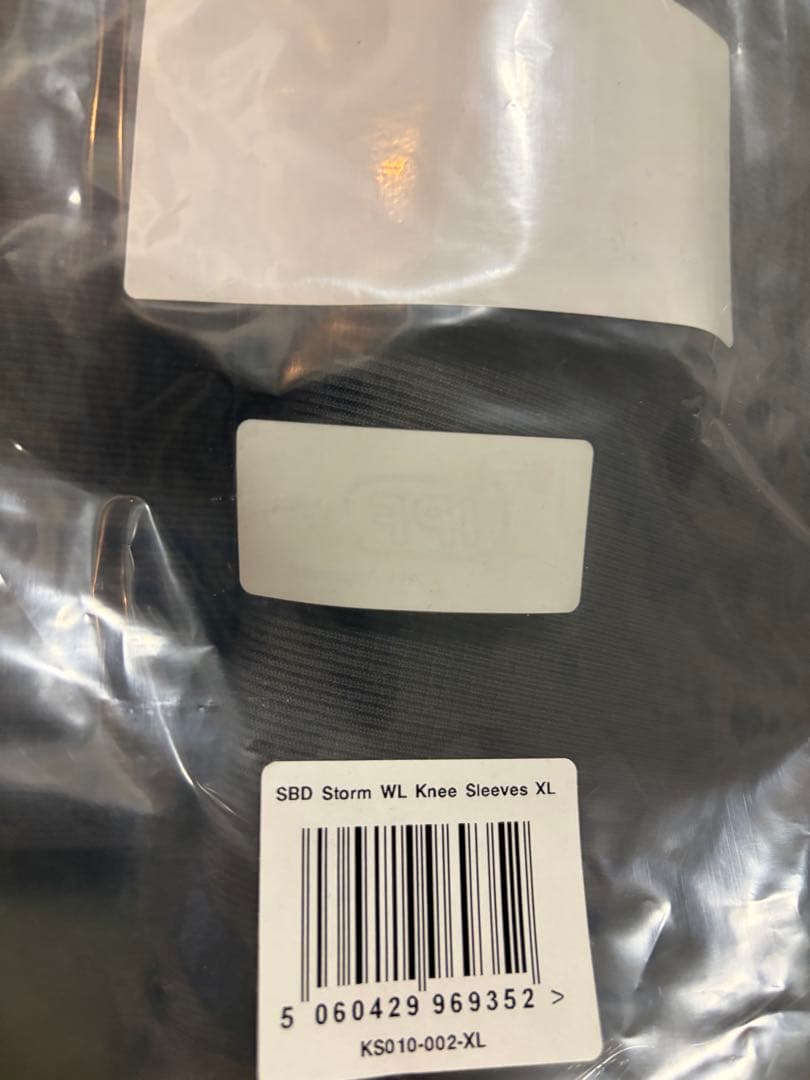 SBD Storm WL Knee Sleeves XL
5 060429 969352 >
KS010-002-XL